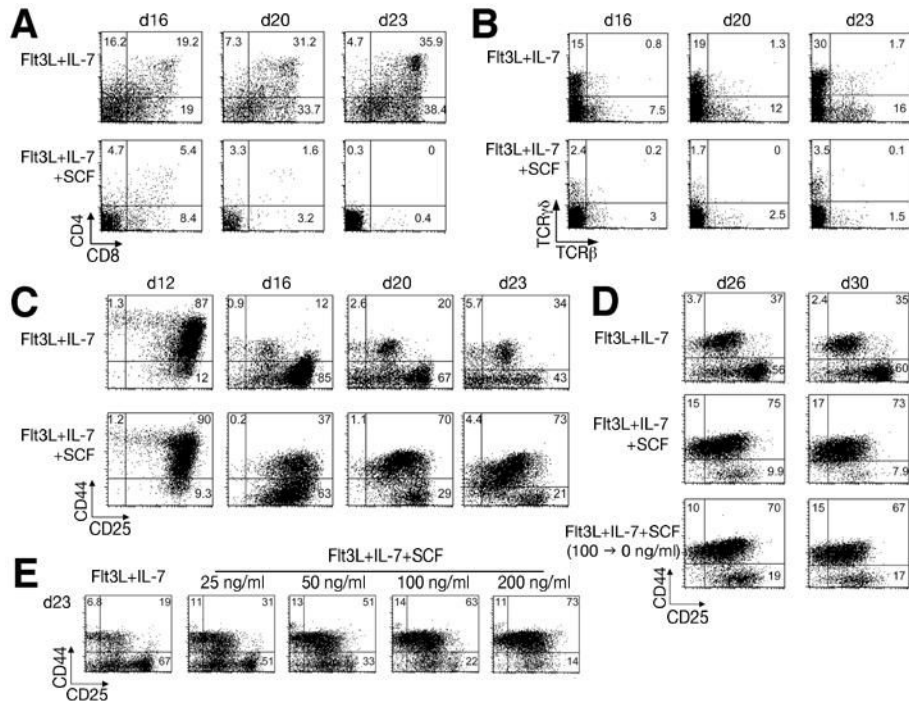 A
d16 d20 d23
Flt3L+IL-7
16.2 19.2 7.3 31.2 4.7 35.9
19 33.7 38.4
Flt3L+IL-7
+SCF
4.7 5.4 3.3 1.6 0.3 0
8.4 3.2 0.4
CD4
CD8
B
d16 d20 d23
Flt3L+IL-7
15 0.8 19 1.3 30 1.7
7.5 12 16
Flt3L+IL-7
+SCF
2.4 0.2 1.7 0 3.5 0.1
3 2.5 1.5
TCRγδ
TCRβ
C
d12 d16 d20 d23
Flt3L+IL-7
1.3 87 0.9 12 2.6 20 5.7 34
12 85 67 43
Flt3L+IL-7
+SCF
1.2 90 0.2 37 1.1 70 4.4 73
9.3 63 29 21
CD44
CD25
D
d26 d30
Flt3L+IL-7
3.7 37 2.4 35
56 60
Flt3L+IL-7
+SCF
15 75 17 73
9.9 7.9
Flt3L+IL-7+SCF
(100 → 0 ng/ml)
10 70 15 67
19 17
CD44
CD25
E
Flt3L+IL-7+SCF
Flt3L+IL-7 25 ng/ml 50 ng/ml 100 ng/ml 200 ng/ml
d23
6.8 19 11 31 13 51 14 63 11 73
67 51 33 22 14
CD44
CD25